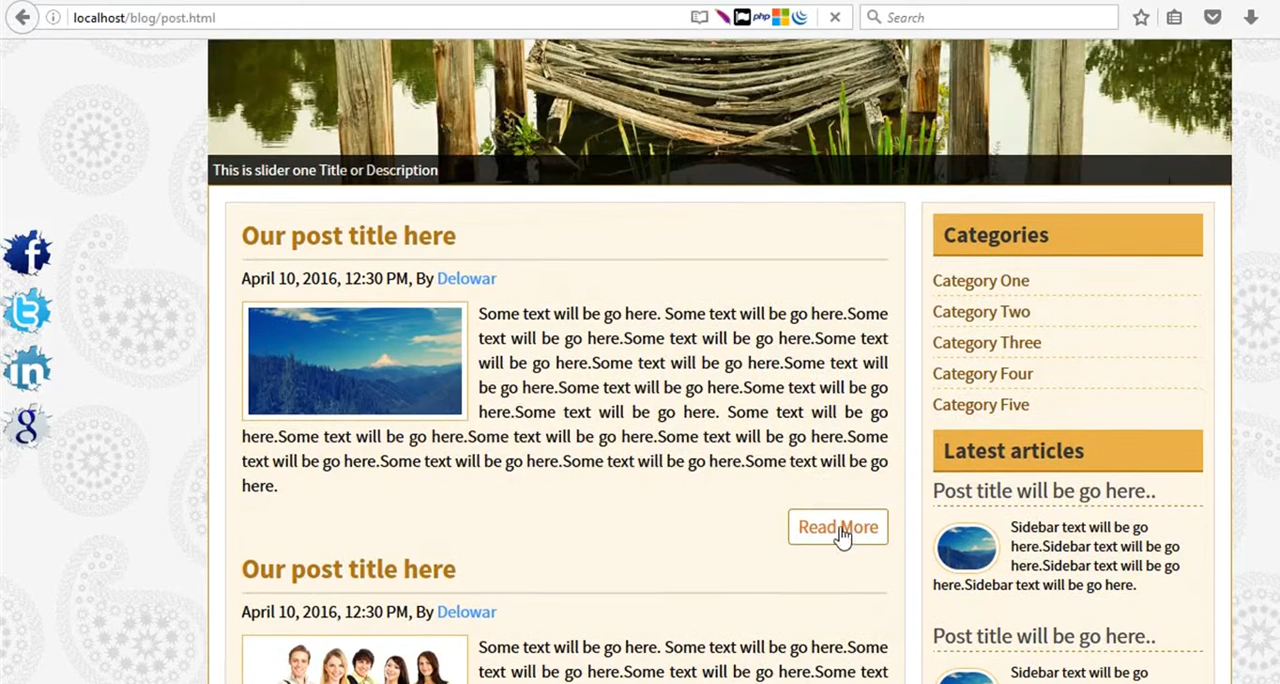 localhost/blog/post.html
php
Search
This is slider one Title or Description
Our post title here
April 10, 2016, 12:30 PM, By Delowar
Some text will be go here. Some text will be go here.Some
text will be go here.Some text will be go here.Some text
will be go here.Some text will be go here.Some text will
be go here.Some text will be go here.Some text will be go
here.Some text will be go here. Some text will be go
here.Some text will be go here.Some text will be go here.Some text will be go here.Some
text will be go here.Some text will be go here.Some text will be go here.Some text will be go
here.
Read More
Our post title here
April 10, 2016, 12:30 PM, By Delowar
Some text will be go here. Some text will be go here.Some
text will be go here.Some text will be go here.Some text
Categories
Category One
Category Two
Category Three
Category Four
Category Five
Latest articles
Post title will be go here..
Sidebar text will be go
here.Sidebar text will be go
here.Sidebar text will be go
here.Sidebar text will be go here.
Post title will be go here..
Sidebar text will be go